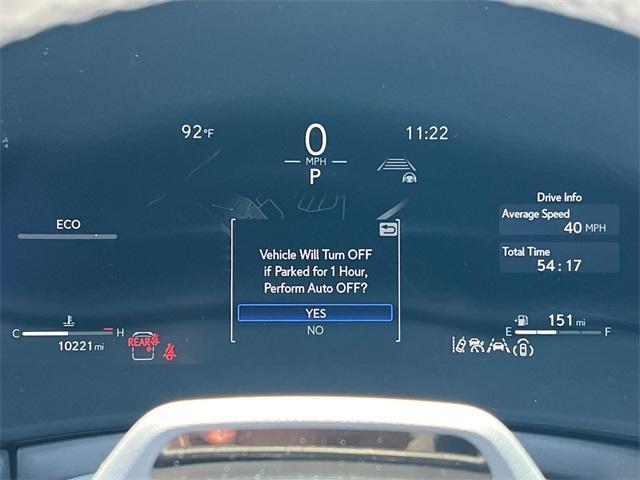 92°F
0
11:22
MPH
P
Drive Info
ECO
Average Speed
40 MPH
Vehicle Will Turn OFF
if Parked for 1 Hour,
Perform Auto OFF?
Total Time
54:17
YES
NO
151 mi
E F
C H
10221 mi
REAR